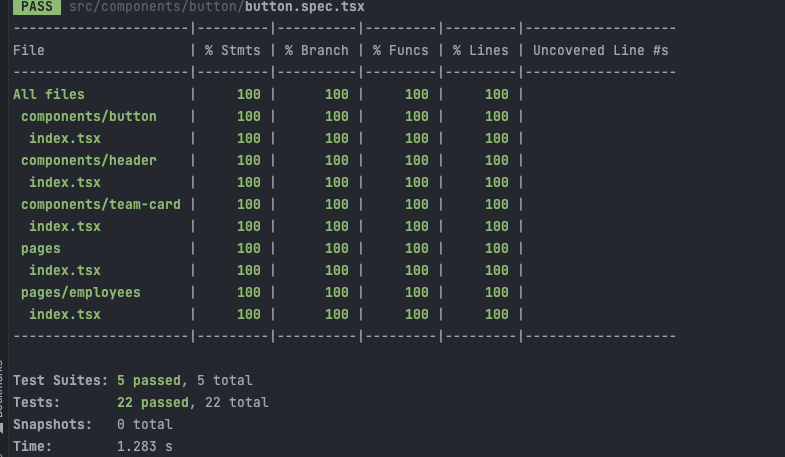 PASS src/components/button/button.spec.tsx
----------------------|---------|----------|---------|---------|-------------------
File                  | % Stmts | % Branch | % Funcs | % Lines | Uncovered Line #s
----------------------|---------|----------|---------|---------|-------------------
All files             |     100 |      100 |     100 |     100 |
 components/button    |     100 |      100 |     100 |     100 |
  index.tsx           |     100 |      100 |     100 |     100 |
 components/header    |     100 |      100 |     100 |     100 |
  index.tsx           |     100 |      100 |     100 |     100 |
 components/team-card |     100 |      100 |     100 |     100 |
  index.tsx           |     100 |      100 |     100 |     100 |
 pages                |     100 |      100 |     100 |     100 |
  index.tsx           |     100 |      100 |     100 |     100 |
 pages/employees      |     100 |      100 |     100 |     100 |
  index.tsx           |     100 |      100 |     100 |     100 |
----------------------|---------|----------|---------|---------|-------------------
Test Suites: 5 passed, 5 total
Tests:       22 passed, 22 total
Snapshots:   0 total
Time:        1.283 s